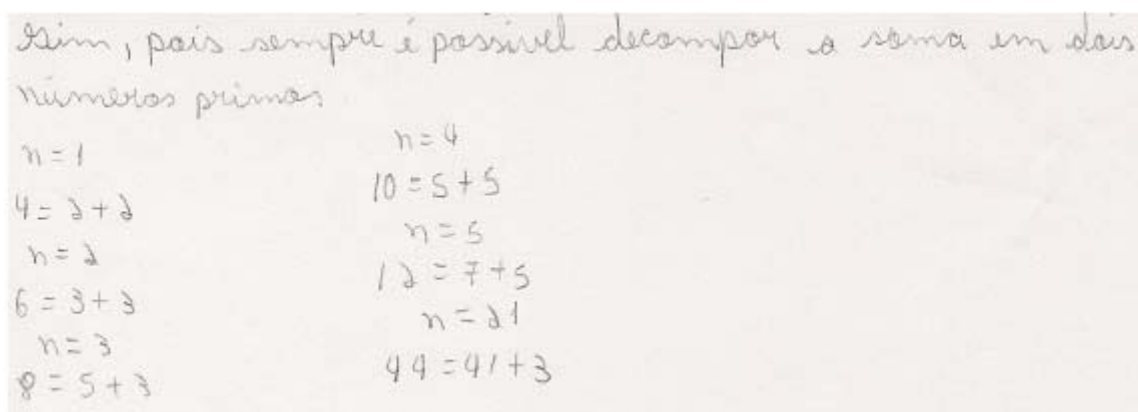 Sim, pois sempre é possivel decompor a soma em dois
números primos
n = 1
4 = 2 + 2
n = 2
6 = 3 + 3
n = 3
8 = 5 + 3
n = 4
10 = 5 + 5
n = 5
12 = 7 + 5
n = 21
44 = 41 + 3